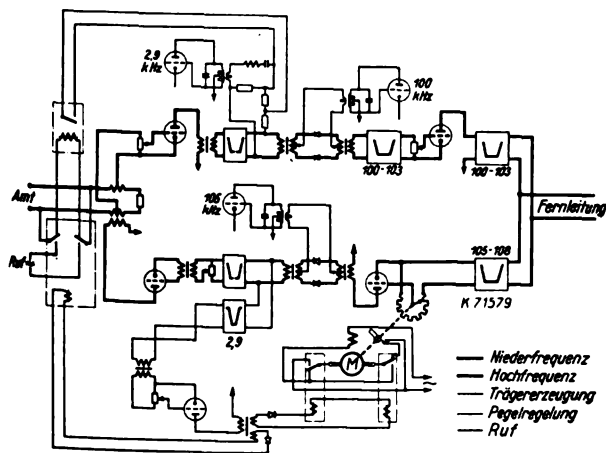 2,9
kHz
100
kHz
100-103
100-103
Amt
Fernleitung
106
kHz
Ruf
105-108
K 71579
2,9
M
Niederfrequenz
Hochfrequenz
Trägererzeugung
Pegelregelung
Ruf